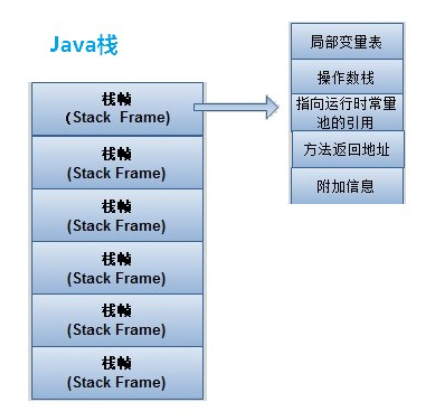 Java栈
栈帧
(Stack Frame)
栈帧
(Stack Frame)
栈帧
(Stack Frame)
栈帧
(Stack Frame)
栈帧
(Stack Frame)
栈帧
(Stack Frame)
局部变量表
操作数栈
指向运行时常量
池的引用
方法返回地址
附加信息